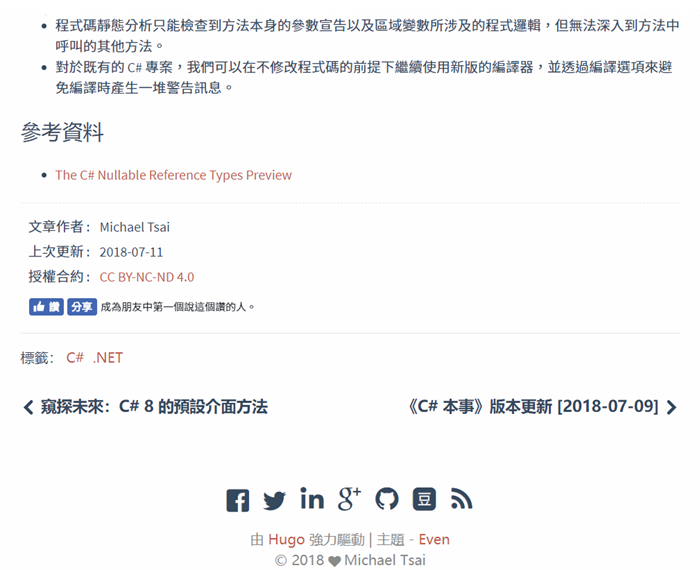 • 程式碼靜態分析只能檢查到方法本身的參數宣告以及區域變數所涉及的程式邏輯，但無法深入到方法中
呼叫的其他方法。
• 對於既有的 C# 專案，我們可以在不修改程式碼的前提下繼續使用新版的編譯器，並透過編譯選項來避
免編譯時產生一堆警告訊息。
參考資料
• The C# Nullable Reference Types Preview
文章作者： Michael Tsai
上次更新： 2018-07-11
授權合約： CC BY-NC-ND 4.0
讚 分享 成為朋友中第一個說這個讚的人。
標籤： C# .NET
窺探未來：C# 8 的預設介面方法 《C# 本事》版本更新 [2018-07-09]
f in g+ 豆
由 Hugo 強力驅動 | 主題 - Even
© 2018 ♥ Michael Tsai